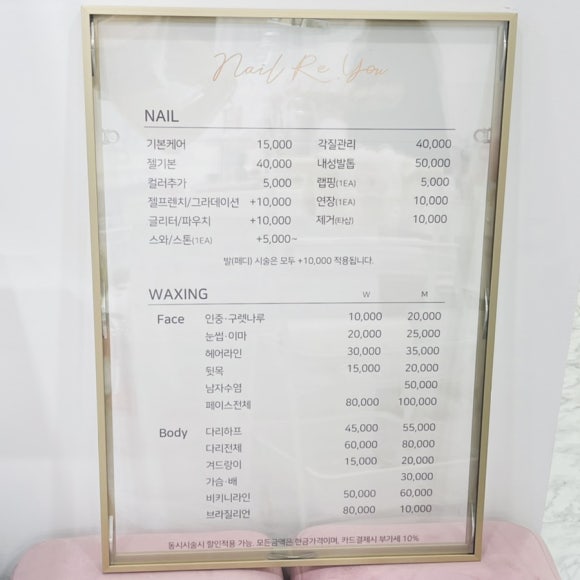 Nail Re You
NAIL
기본케어 15,000 각질관리 40,000
젤기본 40,000 내성발톱 50,000
컬러추가 5,000 랩핑(1EA) 5,000
젤프렌치/그라데이션 +10,000 연장(1EA) 10,000
글리터/파우치 +10,000 제거(타샵) 10,000
스와/스톤(1EA) +5,000~
발(패디) 시술은 모두 +10,000 적용됩니다.
WAXING W M
Face 인중·구렛나루 10,000 20,000
눈썹·이마 20,000 25,000
헤어라인 30,000 35,000
뒷목 15,000 20,000
남자수염 50,000
페이스전체 80,000 100,000
Body 다리하프 45,000 55,000
다리전체 60,000 80,000
겨드랑이 15,000 20,000
가슴·배 30,000
비키니라인 50,000 60,000
브라질리언 80,000 10,000
동시시술시 할인적용 가능. 모든금액은 현금가격이며, 카드결제시 부가세 10%